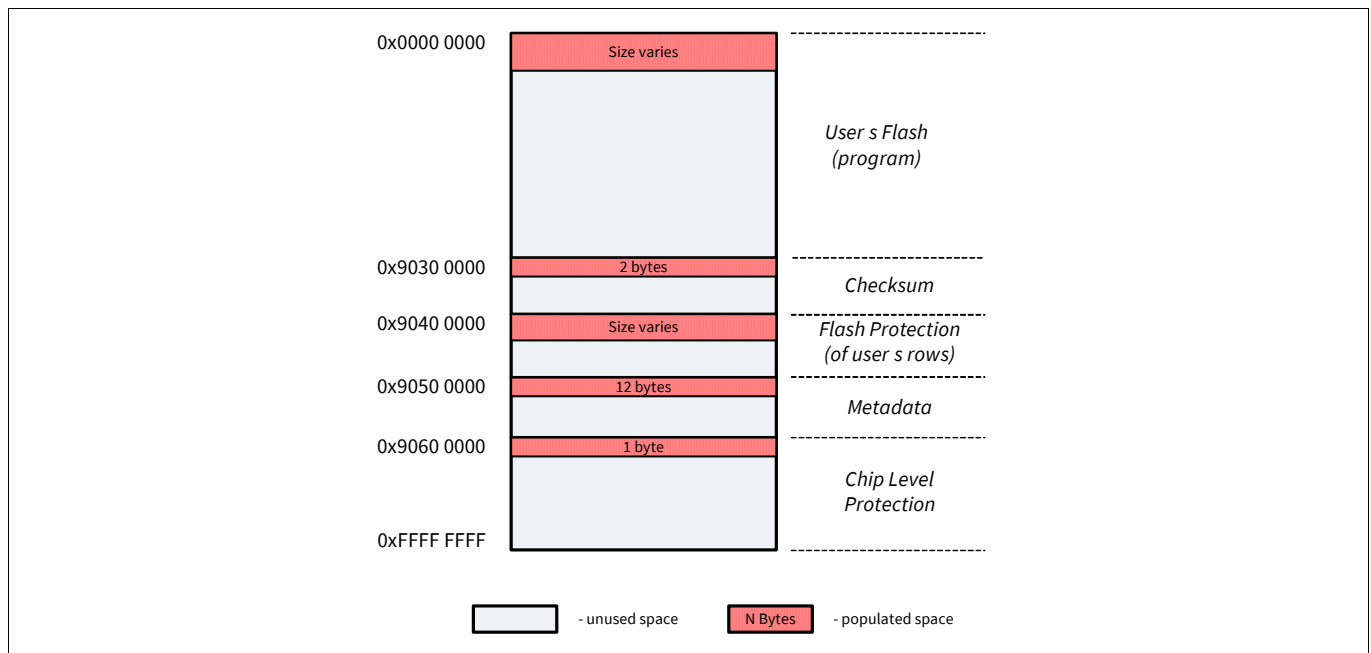 0x0000 0000
Size varies
User s Flash
(program)
0x9030 0000
2 bytes
Checksum
0x9040 0000
Size varies
Flash Protection
(of user s rows)
0x9050 0000
12 bytes
Metadata
0x9060 0000
1 byte
Chip Level
Protection
0xFFFF FFFF
- unused space
N Bytes
- populated space